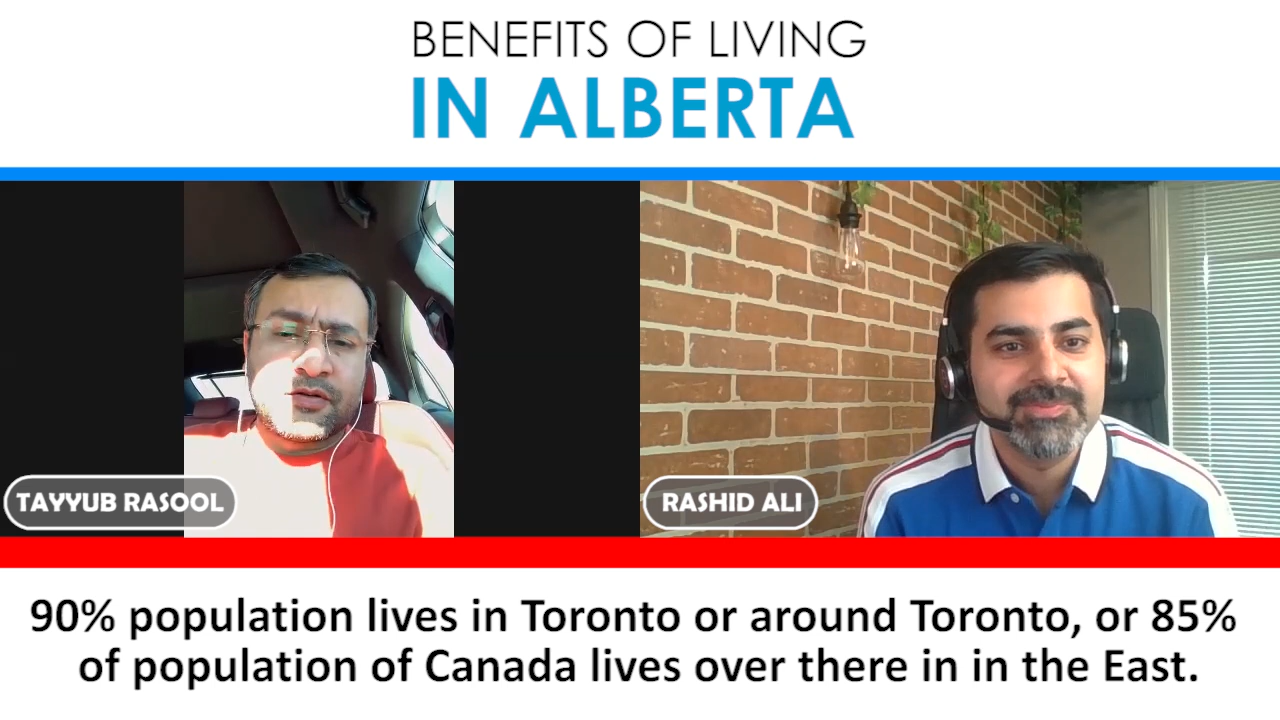 BENEFITS OF LIVING
IN ALBERTA
TAYYUB RASOOL
RASHID ALI
90% population lives in Toronto or around Toronto, or 85%
of population of Canada lives over there in in the East.